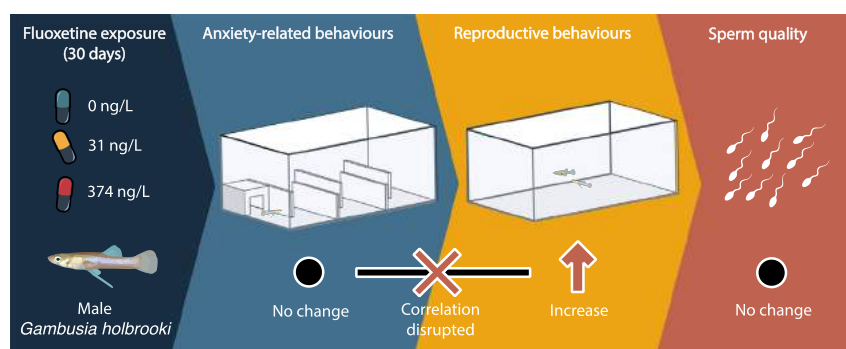 Fluoxetine exposure
(30 days)
0 ng/L
31 ng/L
374 ng/L
Male
Gambusia holbrooki
Anxiety-related behaviours
No change
Correlation
disrupted
Reproductive behaviours
Increase
Sperm quality
No change